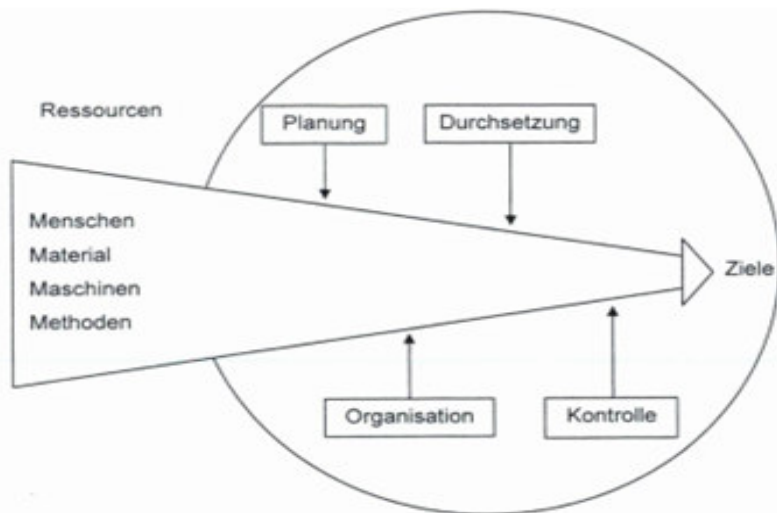 Ressourcen
Planung
Durchsetzung
Menschen
Material
Maschinen
Methoden
Ziele
Organisation
Kontrolle